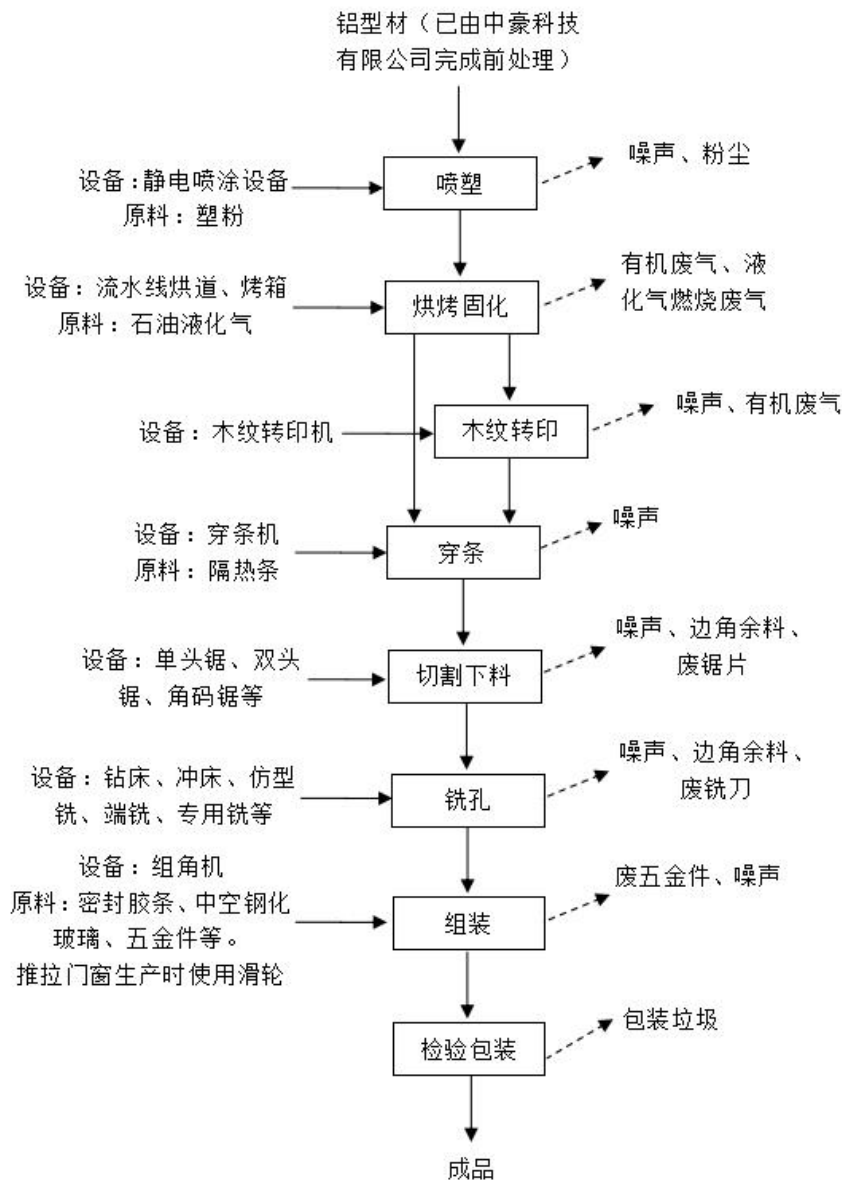 铝型材（已由中豪科技
有限公司完成前处理）
噪声、粉尘
设备：静电喷涂设备
原料：塑粉
喷塑
有机废气、液
化气燃烧废气
设备：流水线烘道、烤箱
原料：石油液化气
烘烤固化
噪声、有机废气
设备：木纹转印机
木纹转印
噪声
设备：穿条机
原料：隔热条
穿条
噪声、边角余料、
废锯片
设备：单头锯、双头
锯、角码锯等
切割下料
噪声、边角余料、
废铣刀
设备：钻床、冲床、仿型
铣、端铣、专用铣等
铣孔
设备：组角机
原料：密封胶条、中空钢化
玻璃、五金件等。
推拉门窗生产时使用滑轮
废五金件、噪声
组装
包装垃圾
检验包装
成品